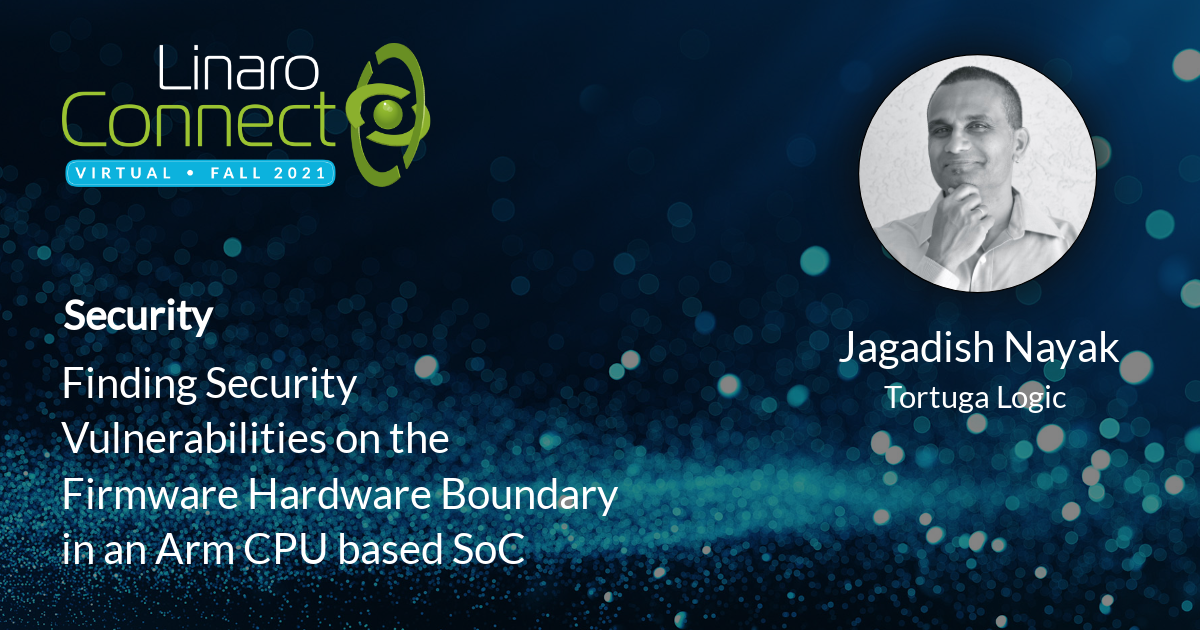 Linaro
Connect
VIRTUAL • FALL 2021
Security
Finding Security
Vulnerabilities on the
Firmware Hardware Boundary
in an Arm CPU based SoC
Jagadish Nayak
Tortuga Logic